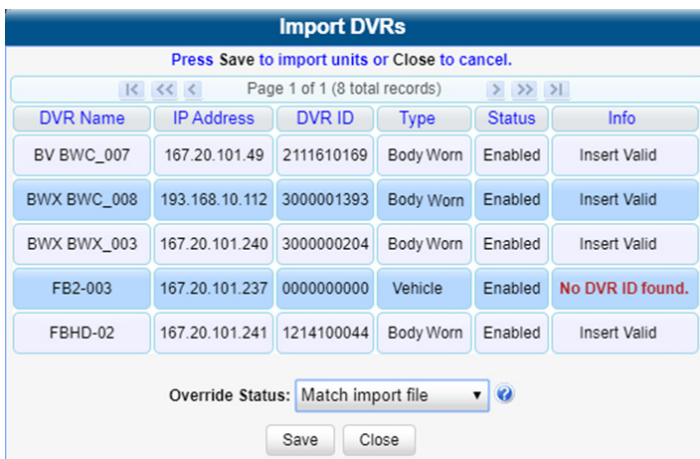 Import DVRs
Press Save to import units or Close to cancel.
|< << < Page 1 of 1 (8 total records) > >> >|
DVR Name IP Address DVR ID Type Status Info
BV BWC_007 167.20.101.49 2111610169 Body Worn Enabled Insert Valid
BWX BWC_008 193.168.10.112 3000001393 Body Worn Enabled Insert Valid
BWX BWX_003 167.20.101.240 3000000204 Body Worn Enabled Insert Valid
FB2-003 167.20.101.237 0000000000 Vehicle Enabled No DVR ID found.
FBHD-02 167.20.101.241 1214100044 Body Worn Enabled Insert Valid
Override Status: Match import file ?
Save Close